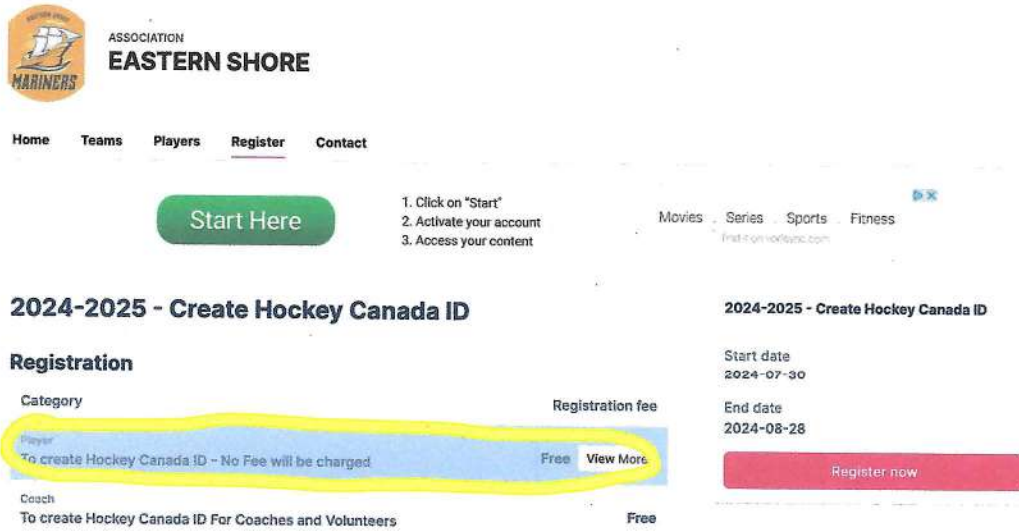 EASTERN SHORE
MARINERS
ASSOCIATION
EASTERN SHORE
Home Teams Players Register Contact
Start Here
1. Click on "Start"
2. Activate your account
3. Access your content
Movies Series Sports Fitness
2024-2025 - Create Hockey Canada ID
Registration
Category Registration fee
Player
To create Hockey Canada ID - No Fee will be charged Free View More
Coach
To create Hockey Canada ID For Coaches and Volunteers Free
2024-2025 - Create Hockey Canada ID
Start date
2024-07-30
End date
2024-08-28
Register now